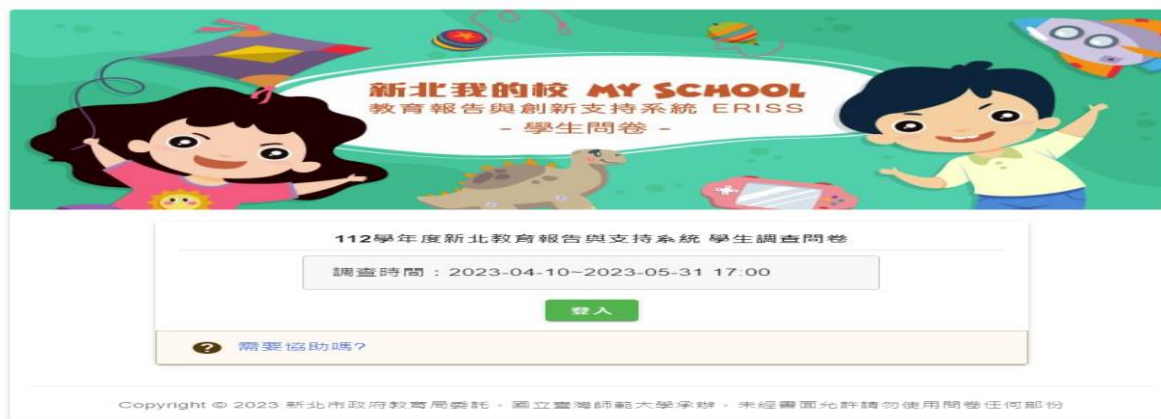 新北我的校 MY SCHOOL
教育報告與創新支持系統 ERISS
- 學生問卷 -
112學年度新北教育報告與支持系統 學生調查問卷
調查時間：2023-04-10~2023-05-31 17:00
登入
? 需要協助嗎?
Copyright © 2023 新北市政府教育局委託，國立臺灣師範大學承辦。未經書面允許請勿使用問卷任何部份